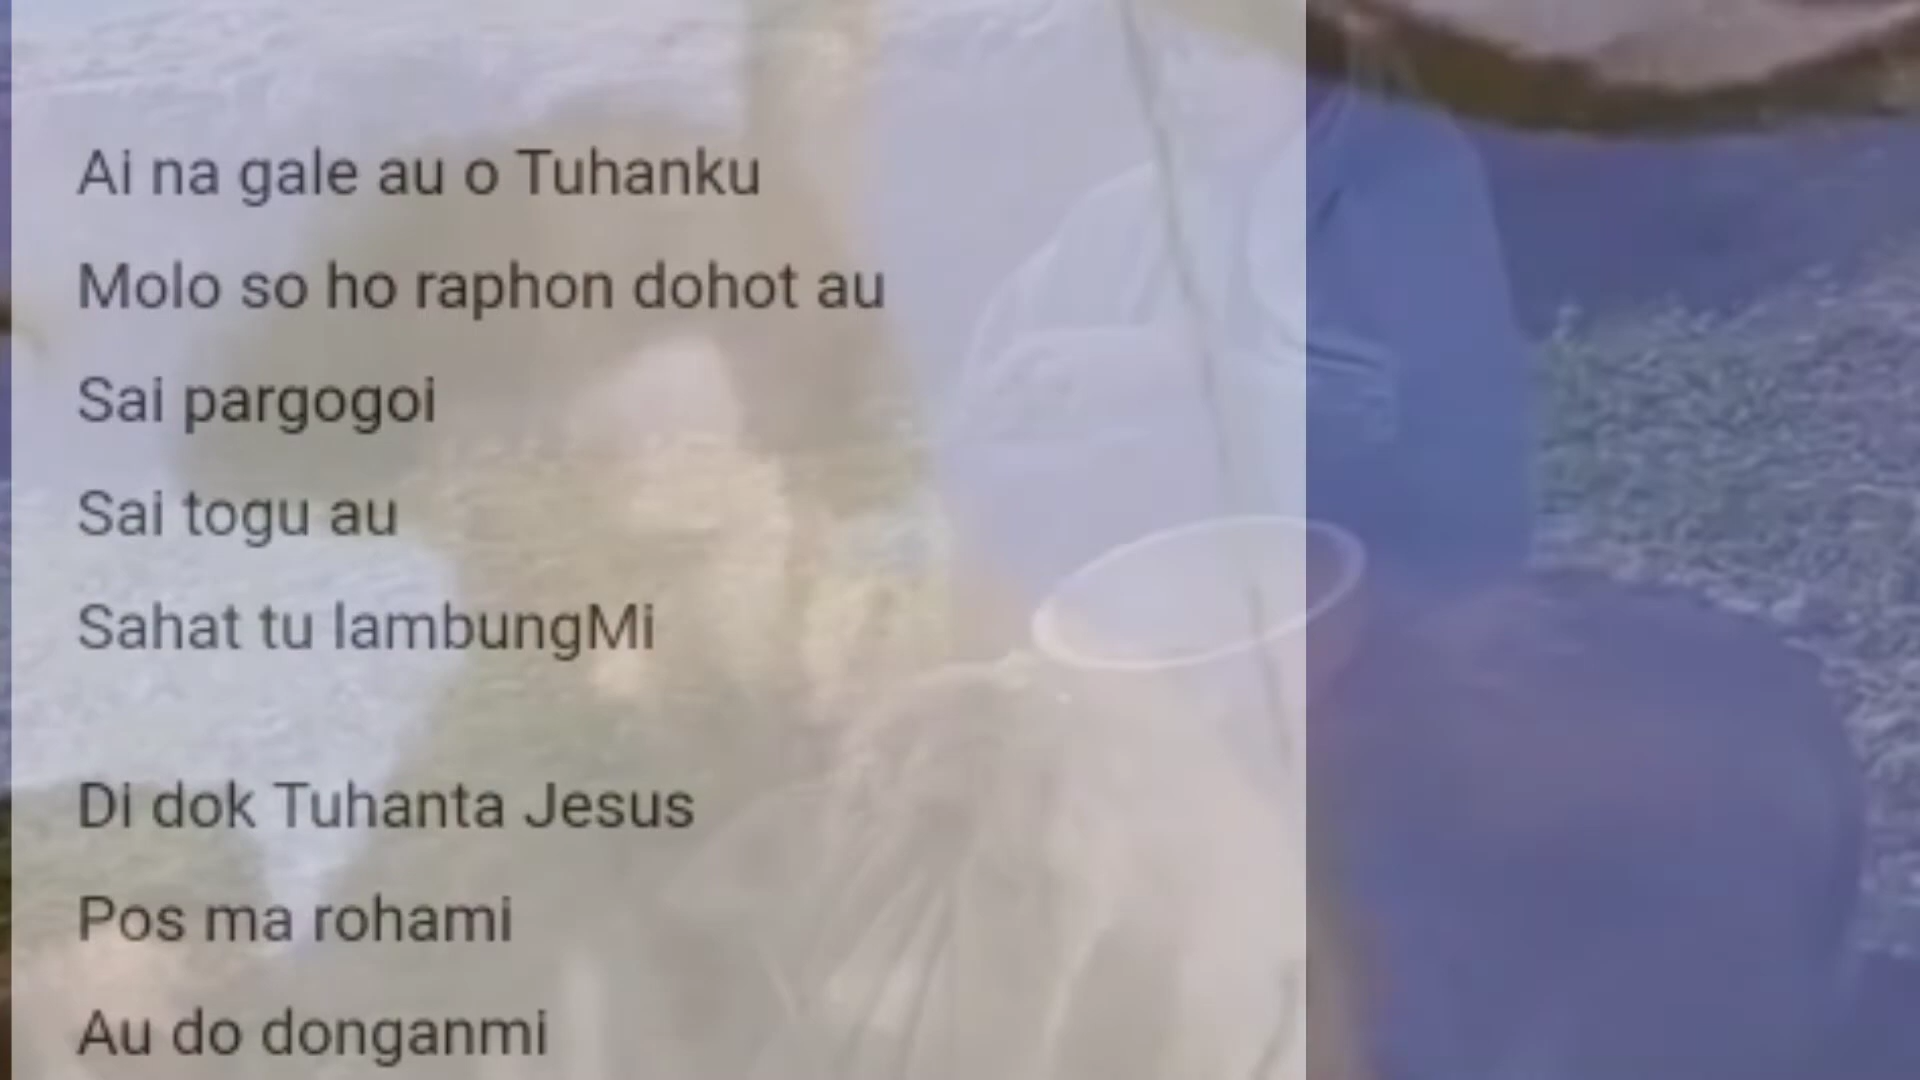 Ai na gale au o Tuhanku
Molo so ho raphon dohot au
Sai pargogoi
Sai togu au
Sahat tu lambungMi
Di dok Tuhanta Jesus
Pos ma rohami
Au do donganmi